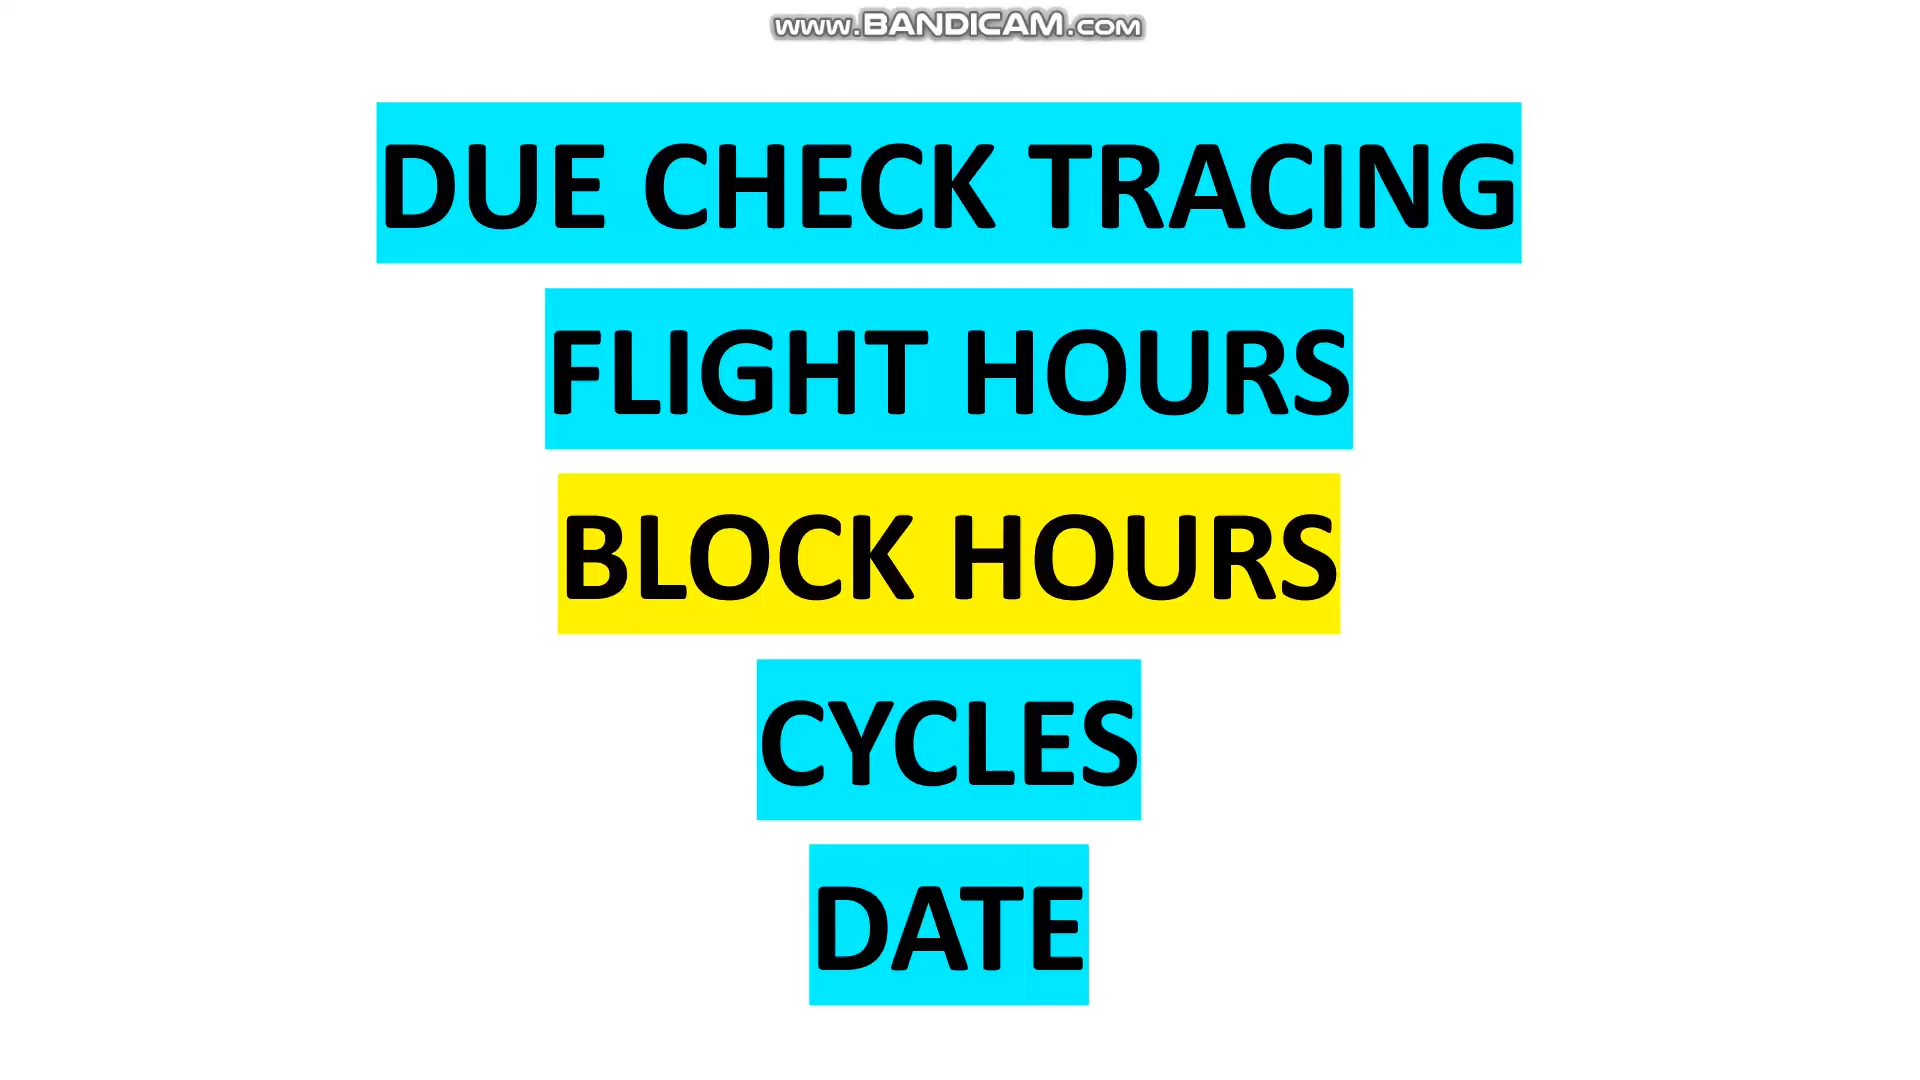 www.BANDICAM.com
DUE CHECK TRACING
FLIGHT HOURS
BLOCK HOURS
CYCLES
DATE